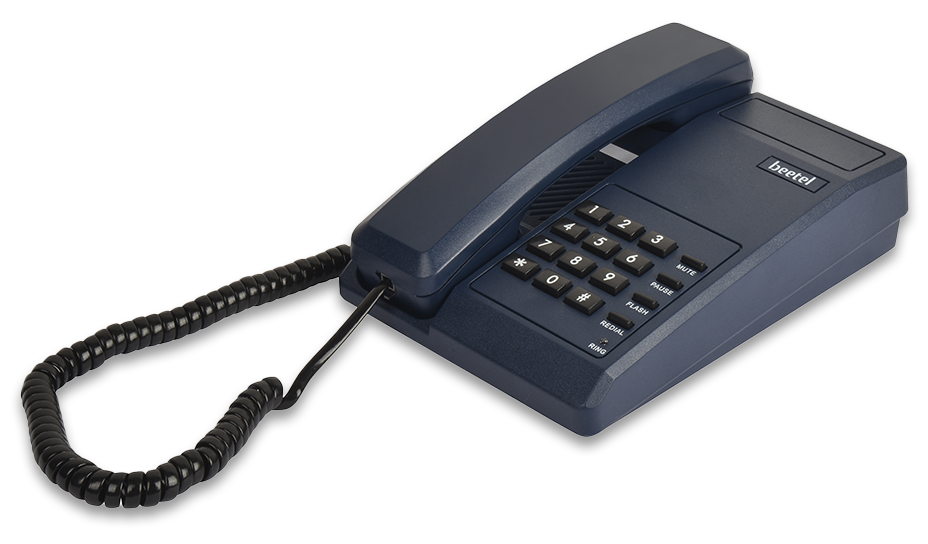 beetel
1 2 3
4 5 6
7 8 9
* 0 #
MUTE
PAUSE
FLASH
REDIAL
RING